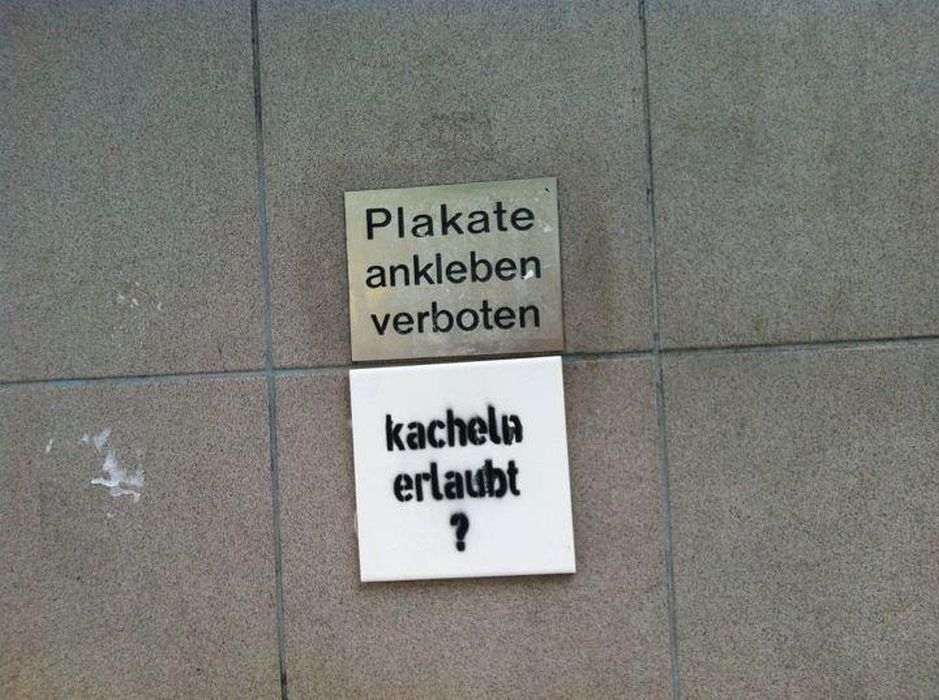 Plakate
ankleben
verboten
kacheln
erlaubt
?